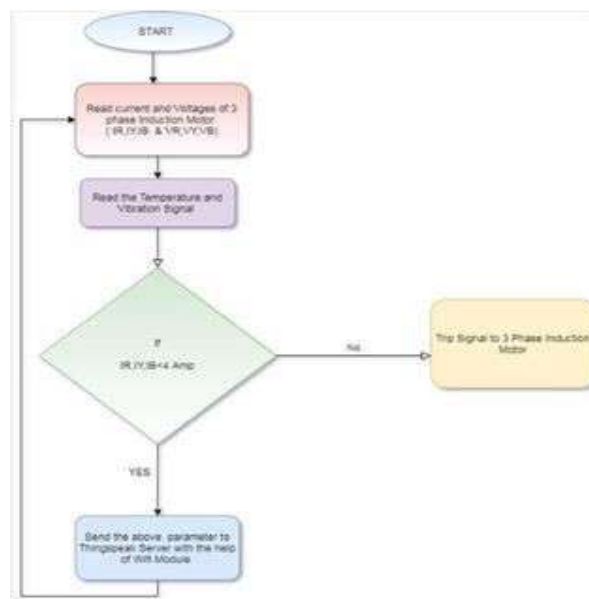 START
Read current and Voltages of 3
phase Induction Motor
( IR,IY,IB & VR,VY,VB)
Read the Temperature and
Vibration Signal
If
IR,IY,IB<4 Amp
No
Trip Signal to 3 Phase Induction
Motor
YES
Send the above parameter to
Thingspeak Server with the help
of Wifi Module